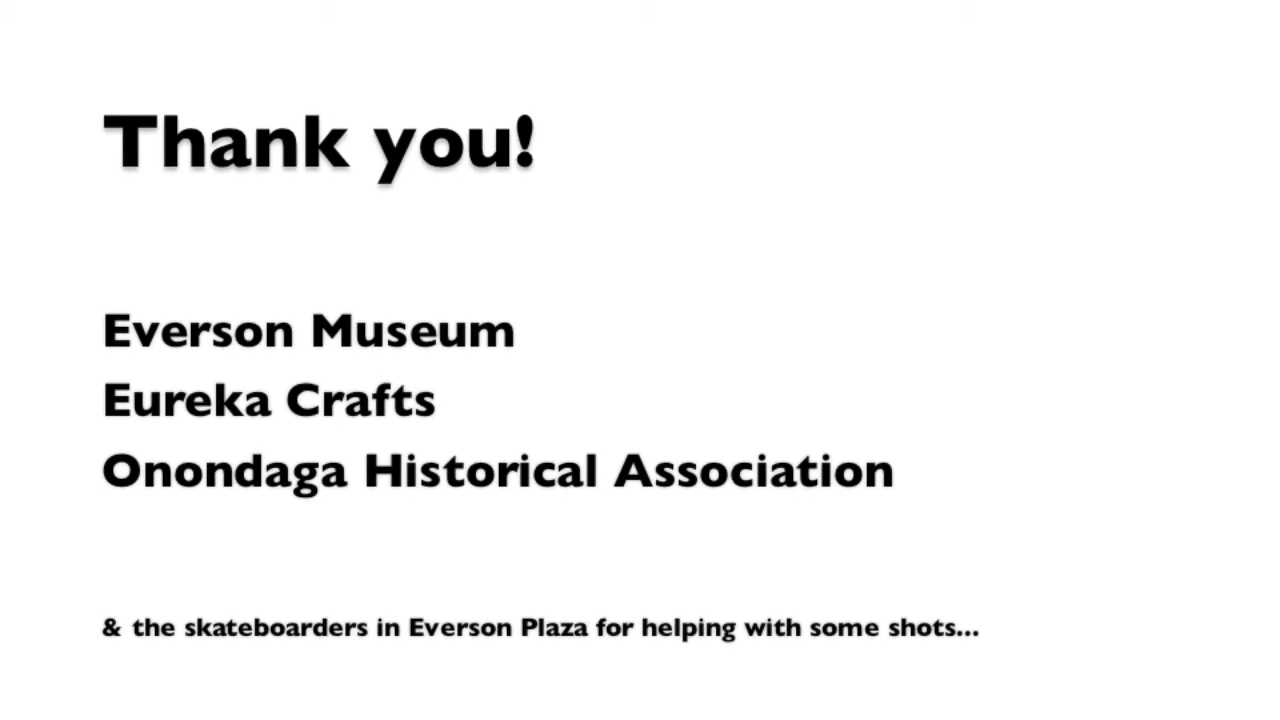 Thank you!
Everson Museum
Eureka Crafts
Onondaga Historical Association
& the skateboarders in Everson Plaza for helping with some shots...